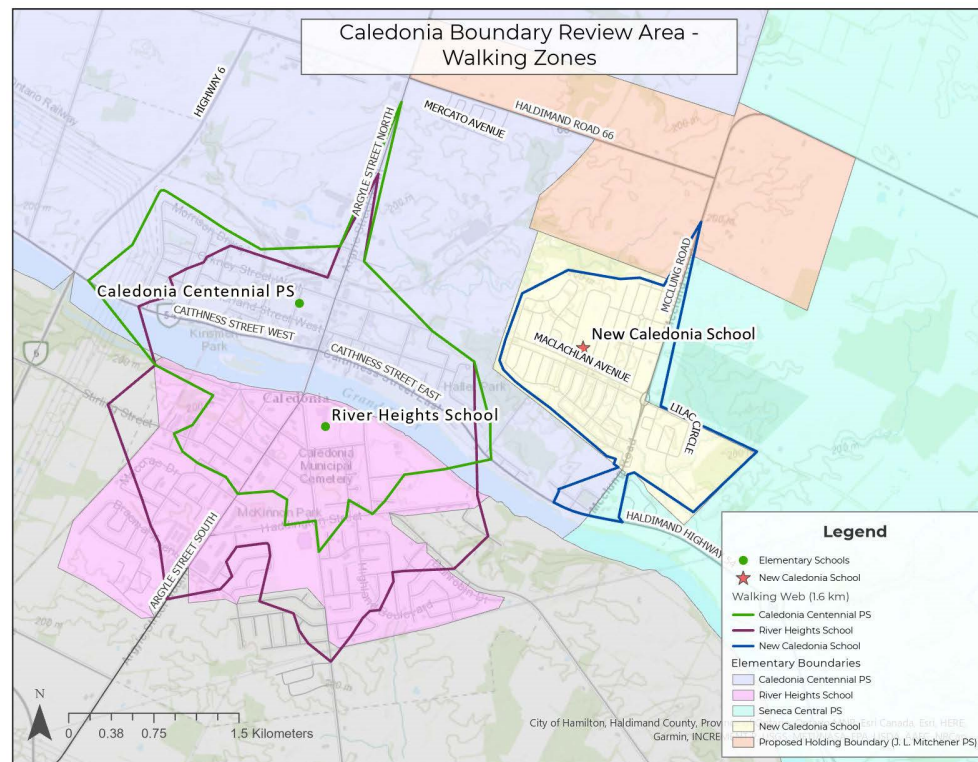 Caledonia Boundary Review Area -
Walking Zones
HIGHWAY 6
ARGYLE STREET NORTH
MERCATO AVENUE
HALDIMAND ROAD 66
MCCLUNG ROAD
Caledonia Centennial PS
CAITHNESS STREET WEST
CAITHNESS STREET EAST
New Caledonia School
MACLACHLAN AVENUE
LILAC CIRCLE
Caledonia
River Heights School
Caledonia
Municipal
Cemetery
McKinnon Park
McClung Road
ARGYLE STREET SOUTH
HALDIMAND HIGHWAY
Legend
Elementary Schools
New Caledonia School
Walking Web (1.6 km)
Caledonia Centennial PS
River Heights School
New Caledonia School
Elementary Boundaries
Caledonia Centennial PS
River Heights School
Seneca Central PS
New Caledonia School
Proposed Holding Boundary (J. L. Mitchener PS)
N
0 0.38 0.75 1.5 Kilometers
City of Hamilton, Haldimand County, Esri Canada, Esri, HERE,
Garmin,